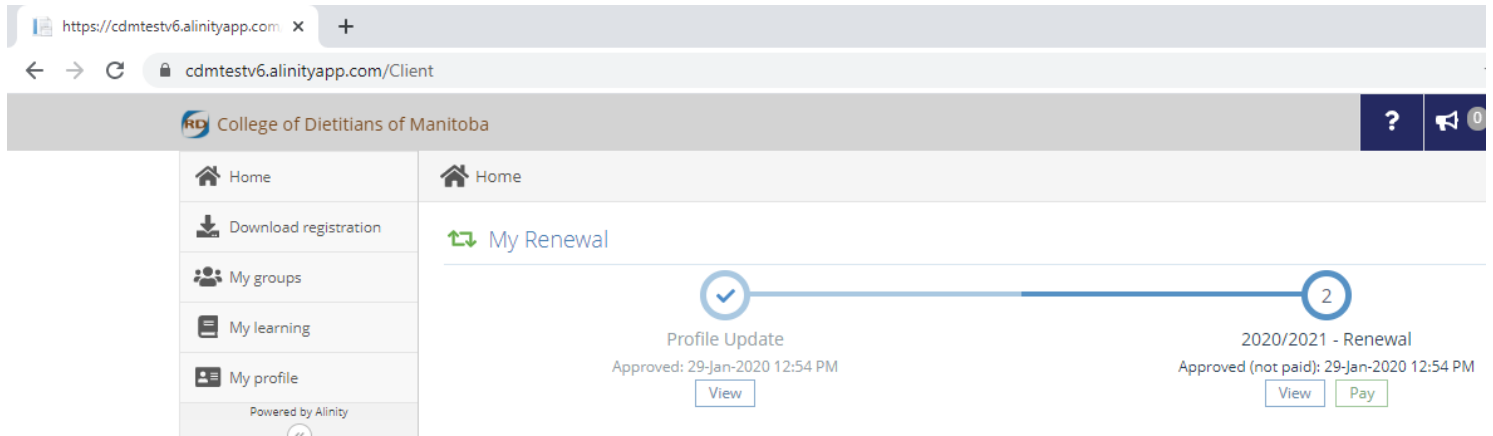 https://cdmtestv6.alinityapp.com
cdmtestv6.alinityapp.com/Client
RD College of Dietitians of Manitoba
? 0
Home
Download registration
My groups
My learning
My profile
Powered by Alinity
Home
My Renewal
2
Profile Update
Approved: 29-Jan-2020 12:54 PM
View
2020/2021 - Renewal
Approved (not paid): 29-Jan-2020 12:54 PM
View Pay